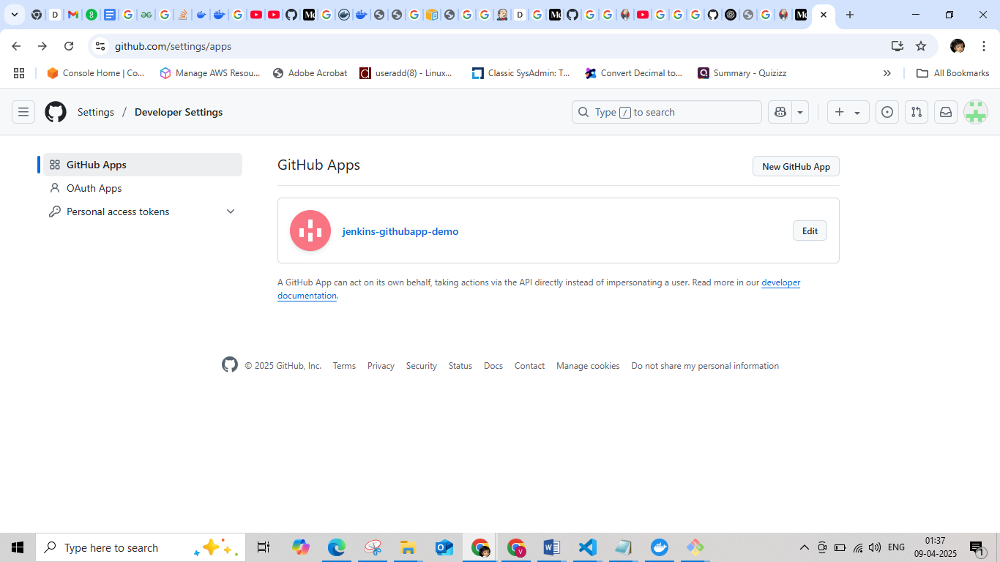 github.com/settings/apps
Console Home | Co...
Manage AWS Resou...
Adobe Acrobat
useradd(8) - Linux...
Classic SysAdmin: T...
Convert Decimal to...
Summary - Quizizz
All Bookmarks
Settings / Developer Settings
Type / to search
GitHub Apps
OAuth Apps
Personal access tokens
GitHub Apps
New GitHub App
jenkins-githubapp-demo
Edit
A GitHub App can act on its own behalf, taking actions via the API directly instead of impersonating a user. Read more in our developer
documentation.
© 2025 GitHub, Inc. Terms Privacy Security Status Docs Contact Manage cookies Do not share my personal information
Type here to search
ENG
01:37
09-04-2025
1